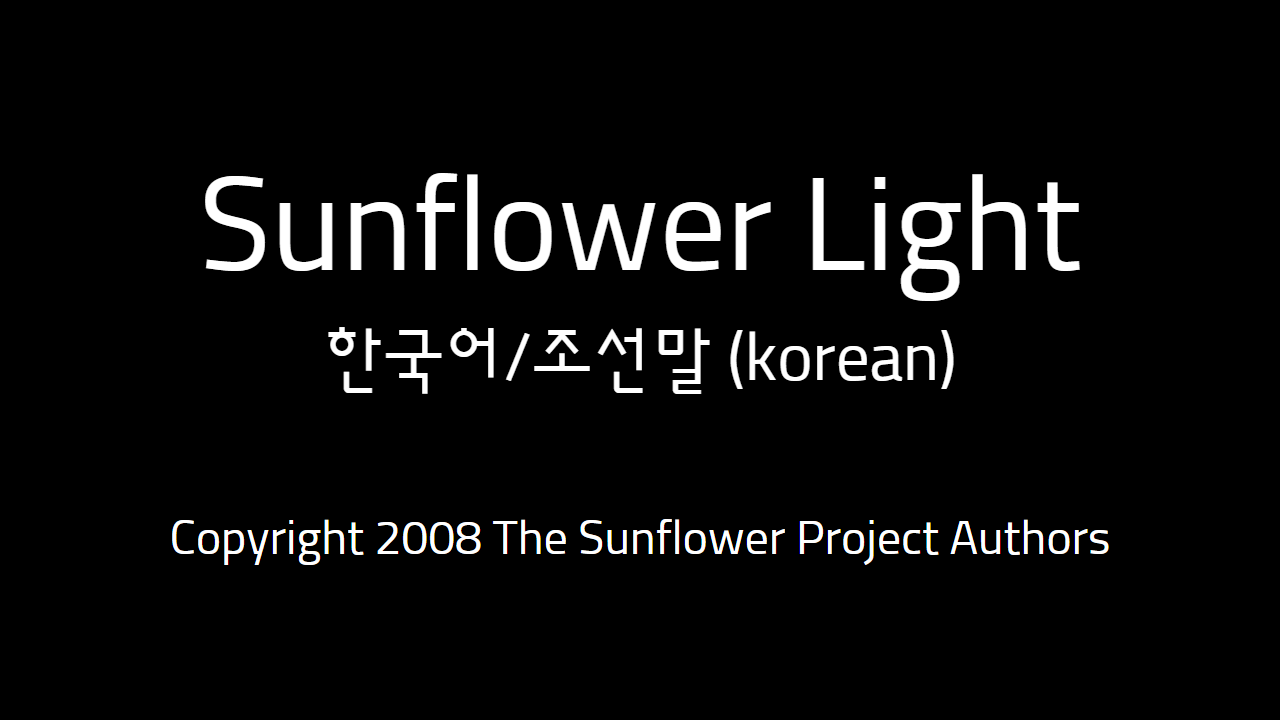 Sunflower Light
한국어/조선말 (korean)
Copyright 2008 The Sunflower Project Authors